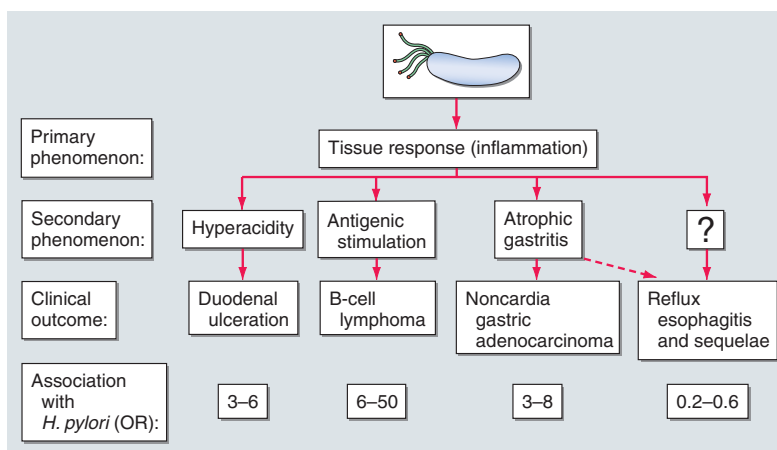 Primary
phenomenon:
Tissue response (inflammation)
Secondary
phenomenon:
Hyperacidity
Antigenic
stimulation
Atrophic
gastritis
?
Clinical
outcome:
Duodenal
ulceration
B-cell
lymphoma
Noncardia
gastric
adenocarcinoma
Reflux
esophagitis
and sequelae
Association
with
H. pylori (OR):
3–6
6–50
3–8
0.2–0.6